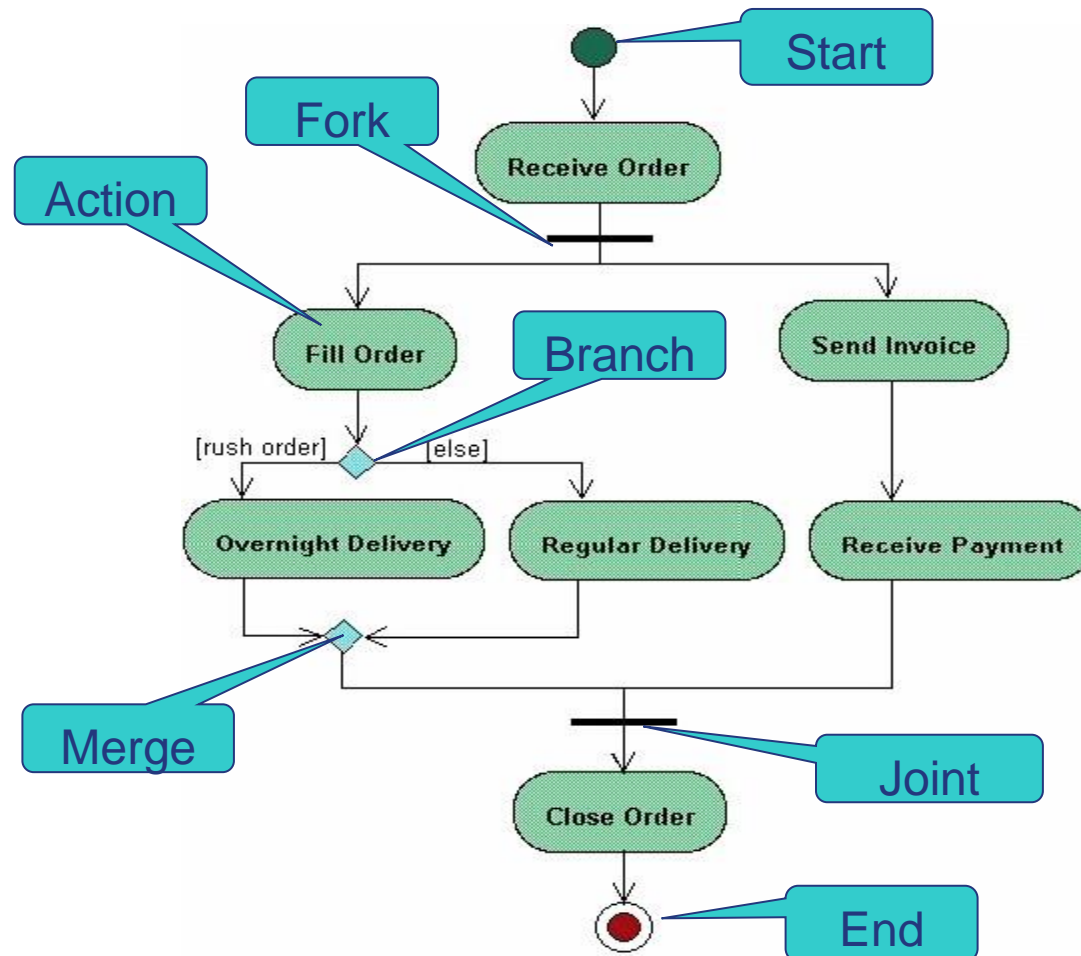 Start
Fork
Receive Order
Action
Fill Order
Branch
Send Invoice
[rush order]
[else]
Overnight Delivery
Regular Delivery
Receive Payment
Merge
Joint
Close Order
End